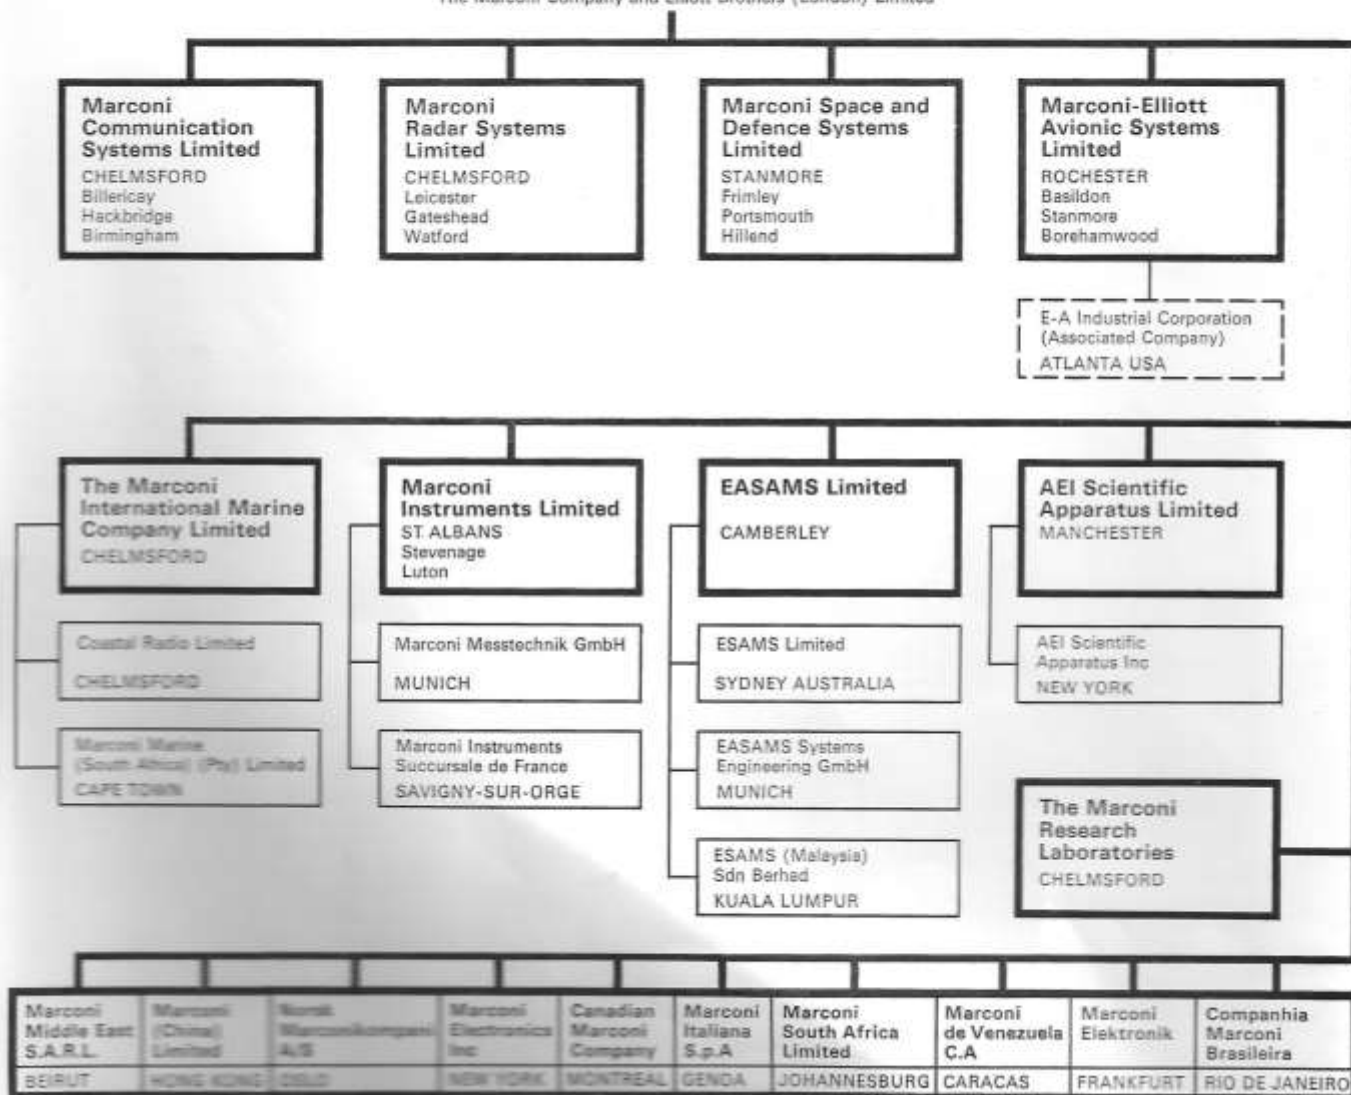 The Marconi Company and Elliott Brothers (London) Limited
Marconi
Communication
Systems Limited
CHELMSFORD
Billericay
Hackbridge
Birmingham
Marconi
Radar Systems
Limited
CHELMSFORD
Leicester
Gateshead
Watford
Marconi Space and
Defence Systems
Limited
STANMORE
Frimley
Portsmouth
Hillend
Marconi-Elliott
Avionic Systems
Limited
ROCHESTER
Basildon
Stanmore
Borehamwood
E-A Industrial Corporation
(Associated Company)
ATLANTA USA
The Marconi
International Marine
Company Limited
CHELMSFORD
Coastal Radio Limited
CHELMSFORD
Marconi Marine
(South Africa) (Pty) Limited
CAPE TOWN
Marconi
Instruments Limited
ST ALBANS
Stevenage
Luton
Marconi Messtechnik GmbH
MUNICH
Marconi Instruments
Succursale de France
SAVIGNY-SUR-ORGE
EASAMS Limited
CAMBERLEY
ESAMS Limited
SYDNEY AUSTRALIA
EASAMS Systems
Engineering GmbH
MUNICH
ESAMS (Malaysia)
Sdn Berhad
KUALA LUMPUR
AEI Scientific
Apparatus Limited
MANCHESTER
AEI Scientific
Apparatus Inc
NEW YORK
The Marconi
Research
Laboratories
CHELMSFORD
Marconi
Middle East
S.A.R.L.
BEIRUT
Marconi
(China)
Limited
HONG KONG
Norsk
Marconikompani
A/S
OSLO
Marconi
Electronics
Inc
NEW YORK
Canadian
Marconi
Company
MONTREAL
Marconi
Italiana
S.p.A
GENOA
Marconi
South Africa
Limited
JOHANNESBURG
Marconi
de Venezuela
C.A
CARACAS
Marconi
Elektronik
FRANKFURT
Companhia
Marconi
Brasileira
RIO DE JANEIRO